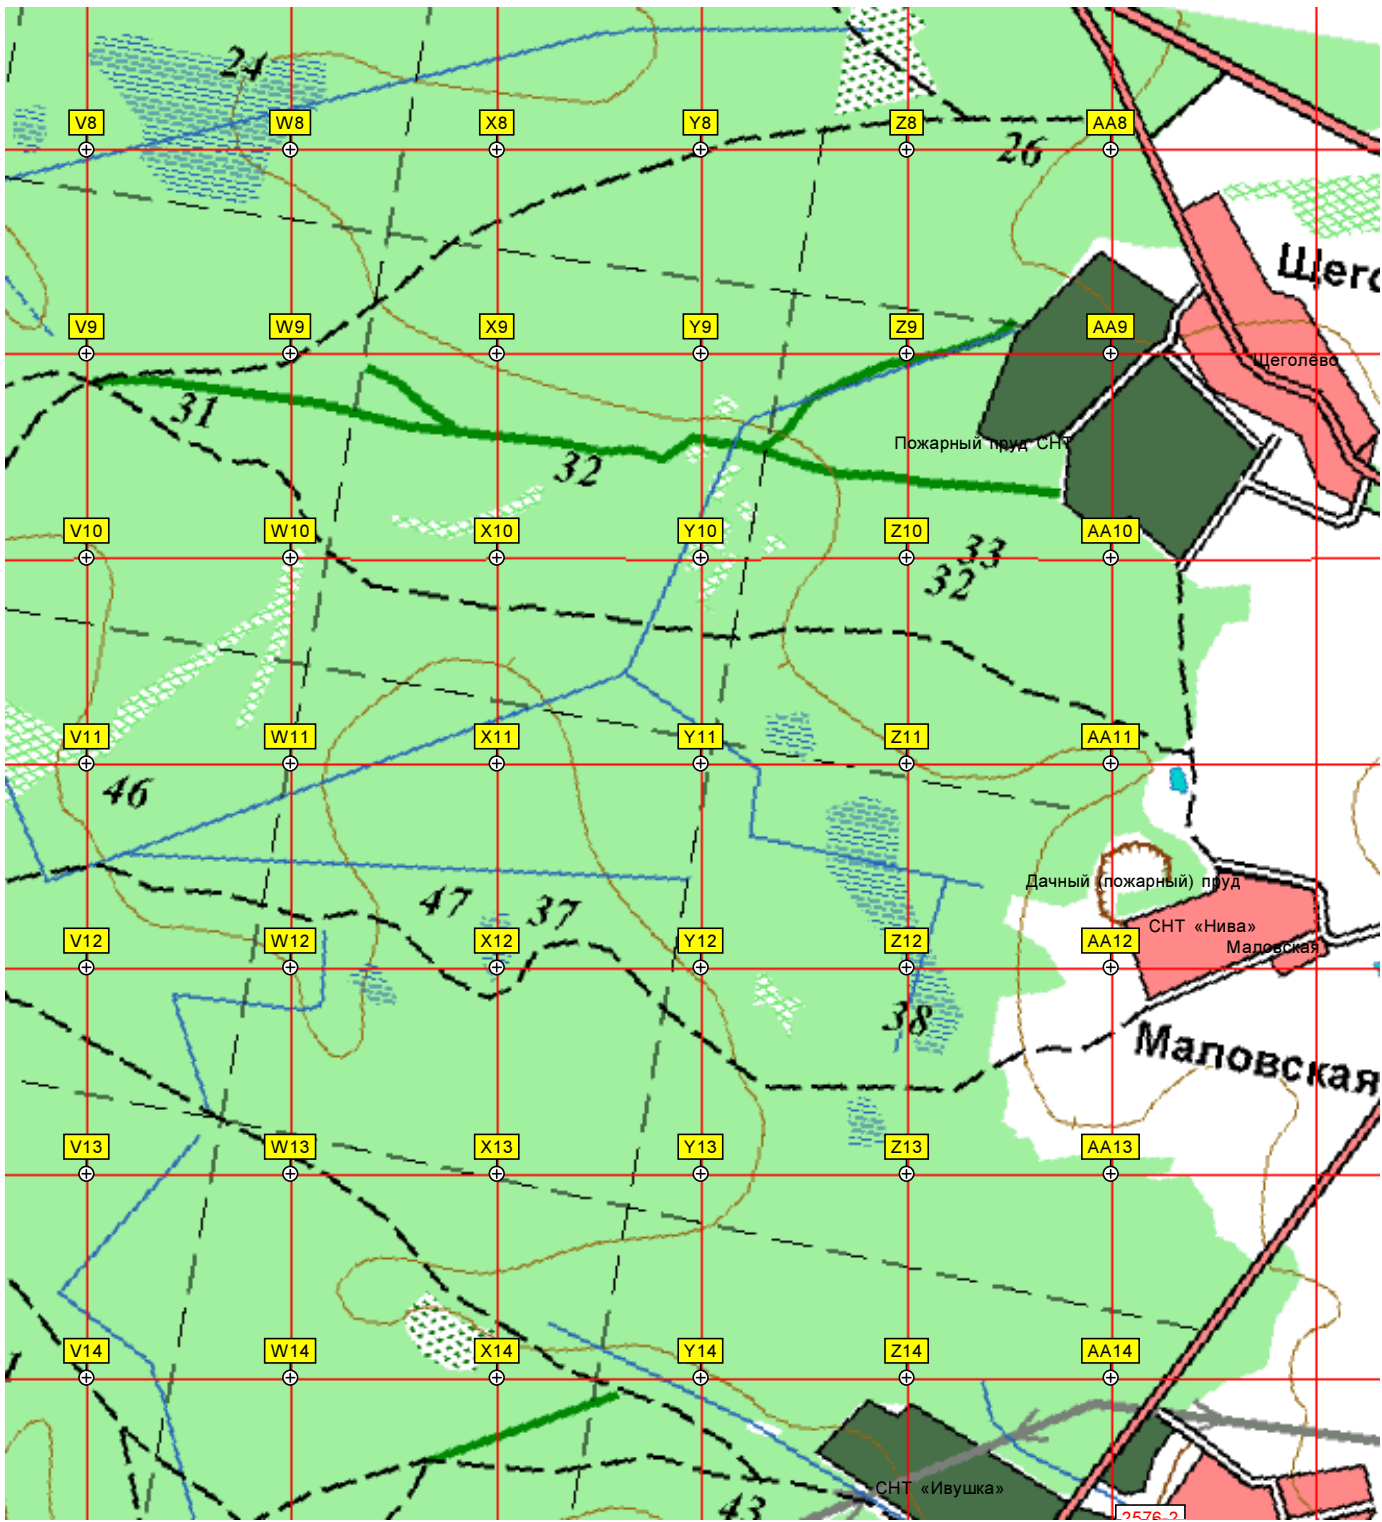 24
V8 W8 X8 Y8 Z8 AA8
26
Щего
V9 W9 X9 Y9 Z9 AA9
Щеголёво
31
Пожарный пруд СНТ
32
V10 W10 X10 Y10 Z10 AA10
33
32
V11 W11 X11 Y11 Z11 AA11
46
Дачный (пожарный) пруд
47
37
СНТ «Нива»
V12 W12 X12 Y12 Z12 AA12
Маловская
38
Маловская
V13 W13 X13 Y13 Z13 AA13
V14 W14 X14 Y14 Z14 AA14
СНТ «Ивушка»
43
2576-2